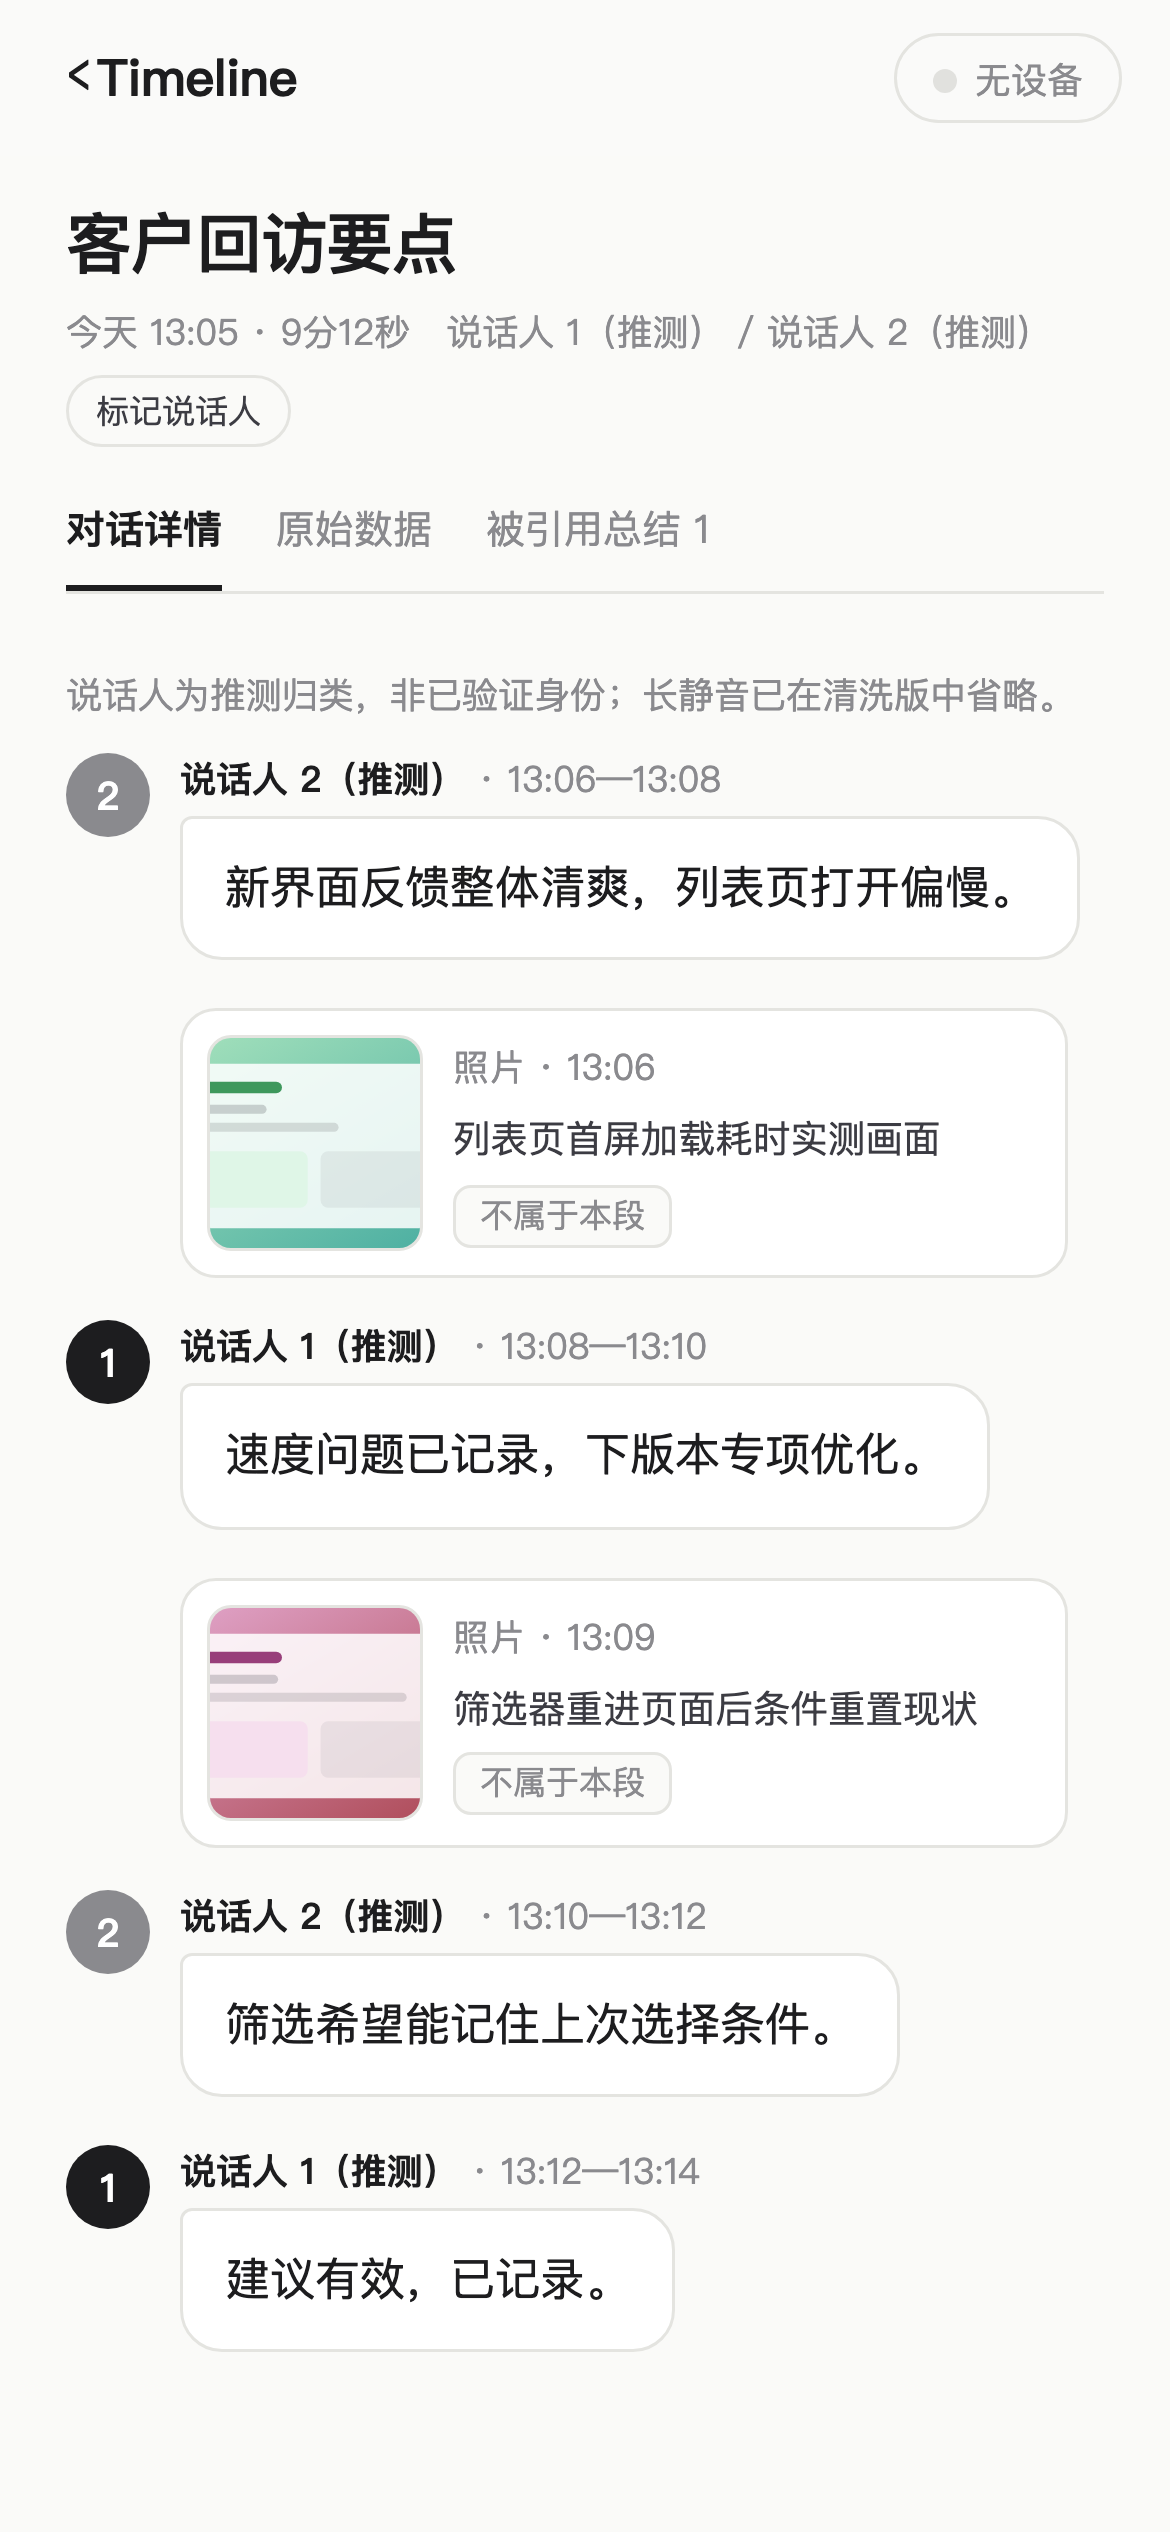 Timeline
无设备
客户回访要点
今天 13:05 · 9分12秒 说话人 1（推测） / 说话人 2（推测）
标记说话人
对话详情 原始数据 被引用总结 1
说话人为推测归类，非已验证身份；长静音已在清洗版中省略。
2 说话人 2（推测） · 13:06—13:08
新界面反馈整体清爽，列表页打开偏慢。
照片 · 13:06
列表页首屏加载耗时实测画面
不属于本段
1 说话人 1（推测） · 13:08—13:10
速度问题已记录，下版本专项优化。
照片 · 13:09
筛选器重进页面后条件重置现状
不属于本段
2 说话人 2（推测） · 13:10—13:12
筛选希望能记住上次选择条件。
1 说话人 1（推测） · 13:12—13:14
建议有效，已记录。